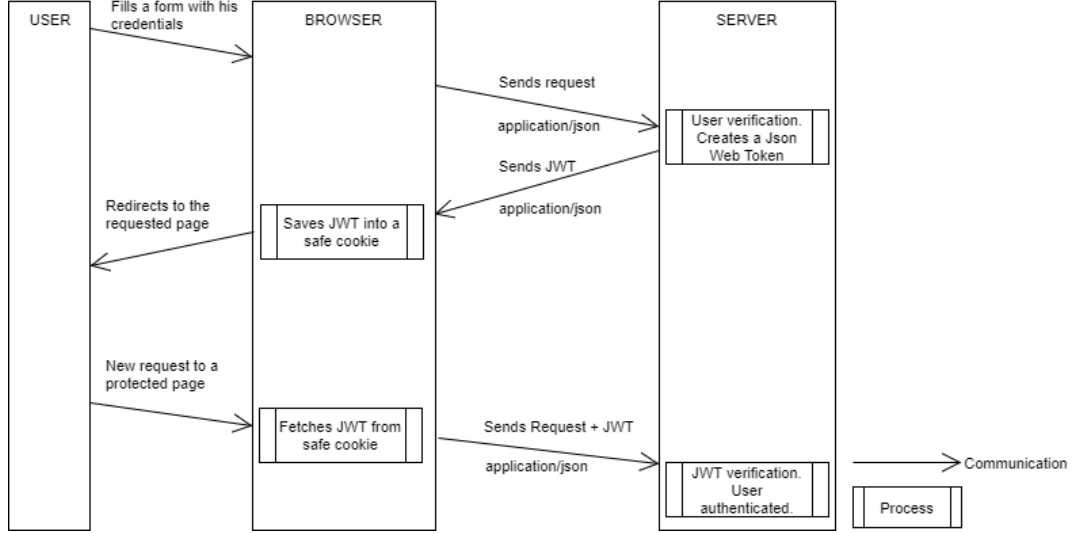 USER
Fills a form with his
credentials
BROWSER
SERVER
Sends request
application/json
User verification.
Creates a Json
Web Token
Sends JWT
application/json
Redirects to the
requested page
Saves JWT into a
safe cookie
New request to a
protected page
Fetches JWT from
safe cookie
Sends Request + JWT
application/json
JWT verification.
User
authenticated.
Communication
Process